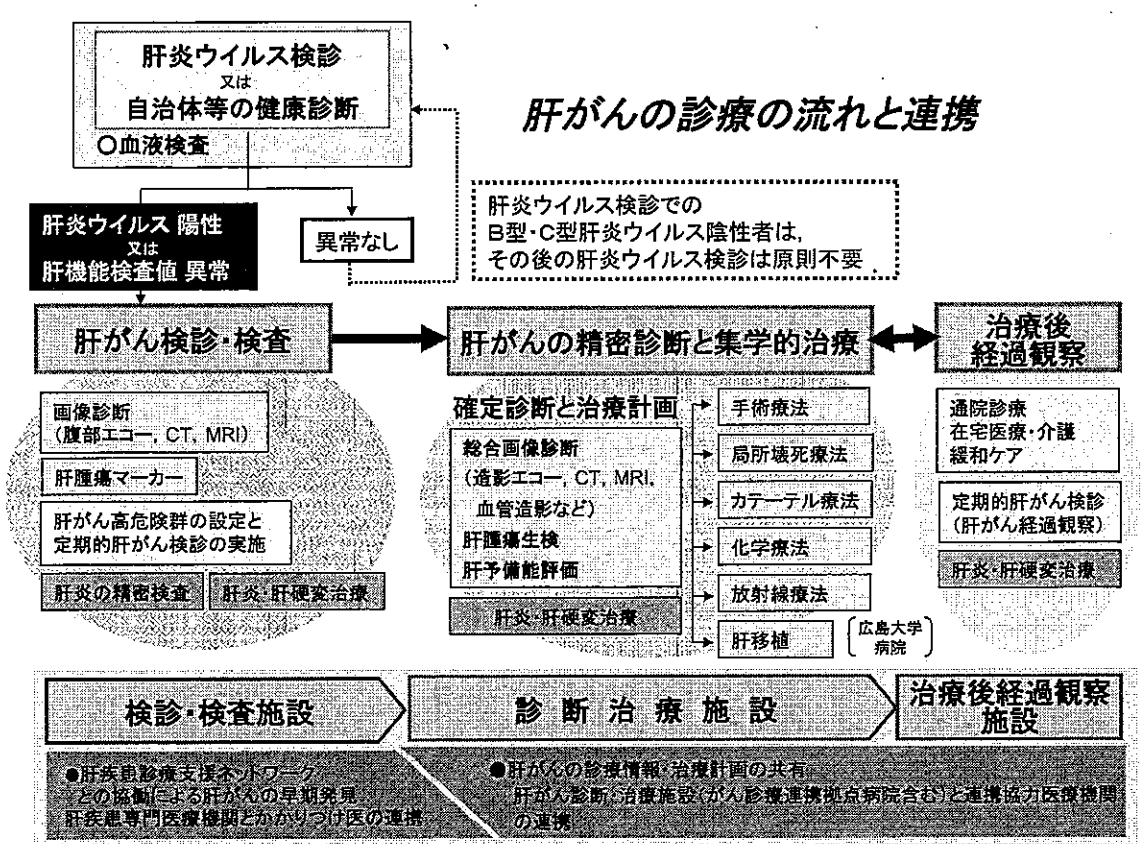 肝炎ウイルス検診
又は
自治体等の健康診断
○血液検査
肝がんの診療の流れと連携
肝炎ウイルス 陽性
又は
肝機能検査値 異常
異常なし
肝炎ウイルス検診での
B型・C型肝炎ウイルス陰性者は,
その後の肝炎ウイルス検診は原則不要
肝がん検診・検査
画像診断
(腹部エコー, CT, MRI)
肝腫瘍マーカー
肝がん高危険群の設定と
定期的肝がん検診の実施
肝炎の精密検査
肝炎・肝硬変治療
肝がんの精密診断と集学的治療
確定診断と治療計画
総合画像診断
(造影エコー, CT, MRI,
血管造影など)
肝腫瘍生検
肝予備能評価
肝炎・肝硬変治療
手術療法
局所壊死療法
カテーテル療法
化学療法
放射線療法
肝移植
広島大学
病院
治療後
経過観察
通院診療
在宅医療・介護
緩和ケア
定期的肝がん検診
(肝がん経過観察)
肝炎・肝硬変治療
検診・検査施設
診断治療施設
治療後経過観察
施設
●肝疾患診療支援ネットワーク
との協働による肝がんの早期発見
肝疾患専門医療機関とかかりつけ医の連携
●肝がんの診療情報・治療計画の共有
肝がん診断・治療施設(がん診療連携拠点病院含む)と連携協力医療機関
の連携